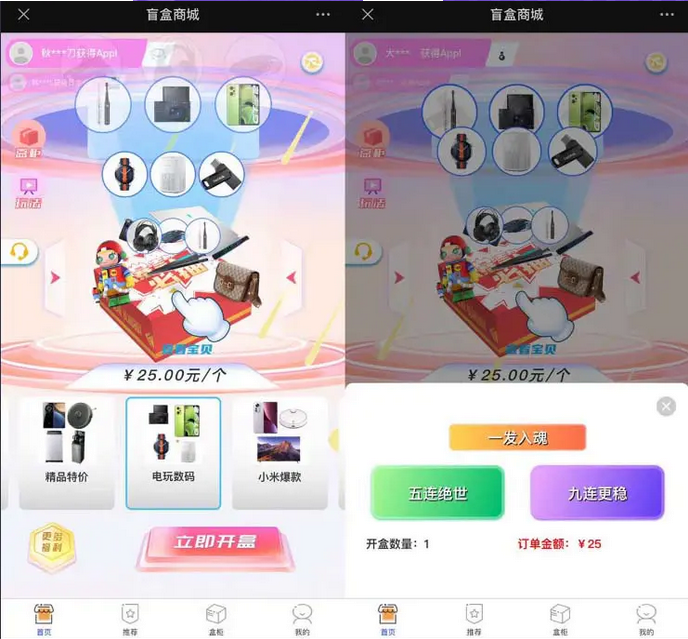 盲盒商城
秋***刃获得Appl
盒柜
玩法
查看宝贝
¥25.00元/个
精品特价
电玩数码
小米爆款
更多
福利
立即开盒
首页
推荐
盒柜
我的
盲盒商城
大*** 获得Appl
盒柜
玩法
查看宝贝
¥25.00元/个
一发入魂
五连绝世
九连更稳
开盒数量：1
订单金额：¥25
首页
推荐
盒柜
我的